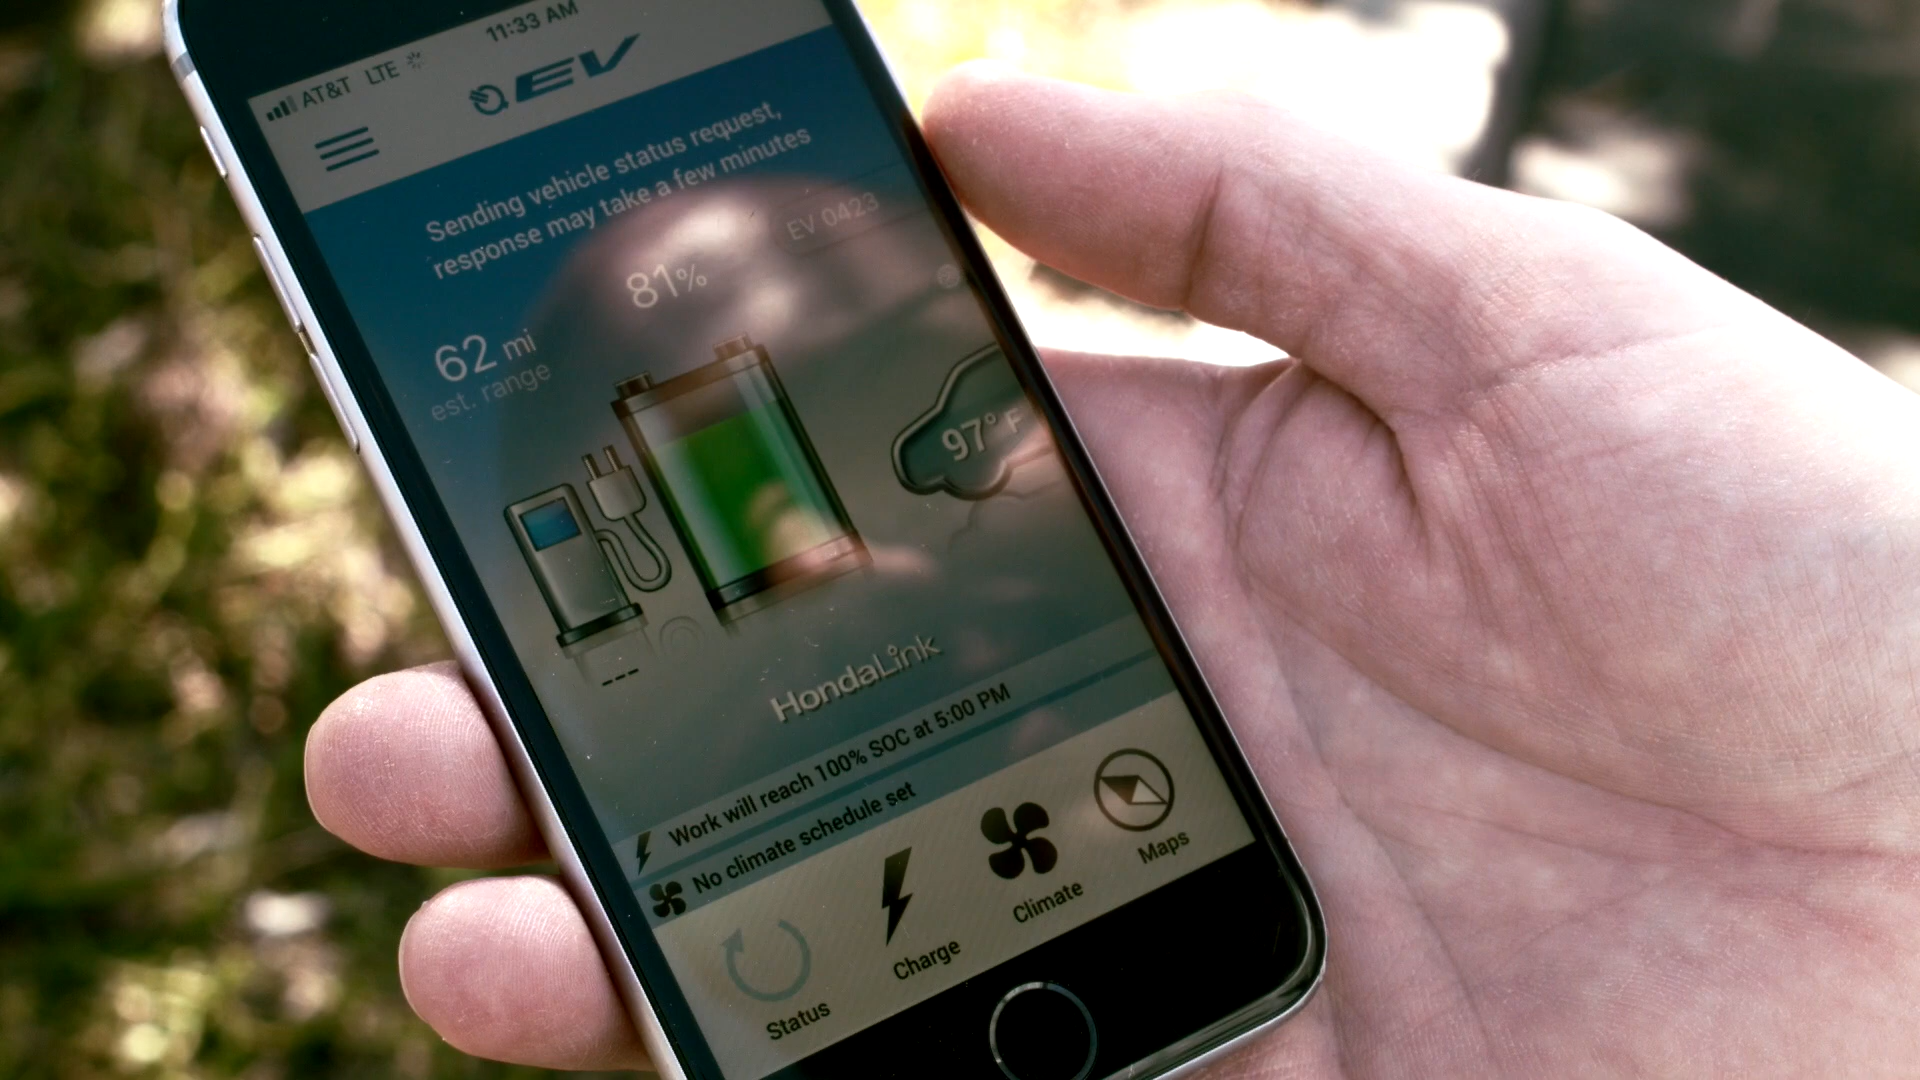 AT&T LTE 11:33 AM
EV
Sending vehicle status request,
response may take a few minutes
EV 0423
81%
62 mi
est. range
97° F
---
HondaLink
Work will reach 100% SOC at 5:00 PM
No climate schedule set
Status
Charge
Climate
Maps